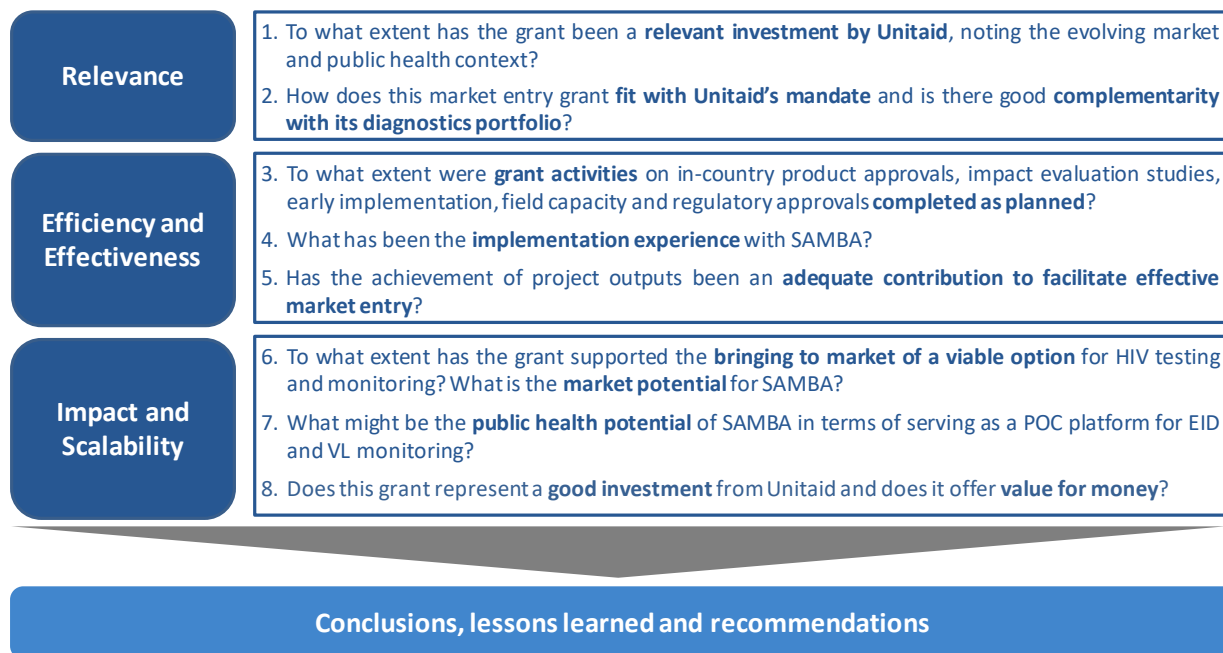 Relevance
1. To what extent has the grant been a relevant investment by Unitaid, noting the evolving market
and public health context?
2. How does this market entry grant fit with Unitaid's mandate and is there good complementarity
with its diagnostics portfolio?
Efficiency and
Effectiveness
3. To what extent were grant activities on in-country product approvals, impact evaluation studies,
early implementation, field capacity and regulatory approvals completed as planned?
4. What has been the implementation experience with SAMBA?
5. Has the achievement of project outputs been an adequate contribution to facilitate effective
market entry?
Impact and
Scalability
6. To what extent has the grant supported the bringing to market of a viable option for HIV testing
and monitoring? What is the market potential for SAMBA?
7. What might be the public health potential of SAMBA in terms of serving as a POC platform for EID
and VL monitoring?
8. Does this grant represent a good investment from Unitaid and does it offer value for money?
Conclusions, lessons learned and recommendations